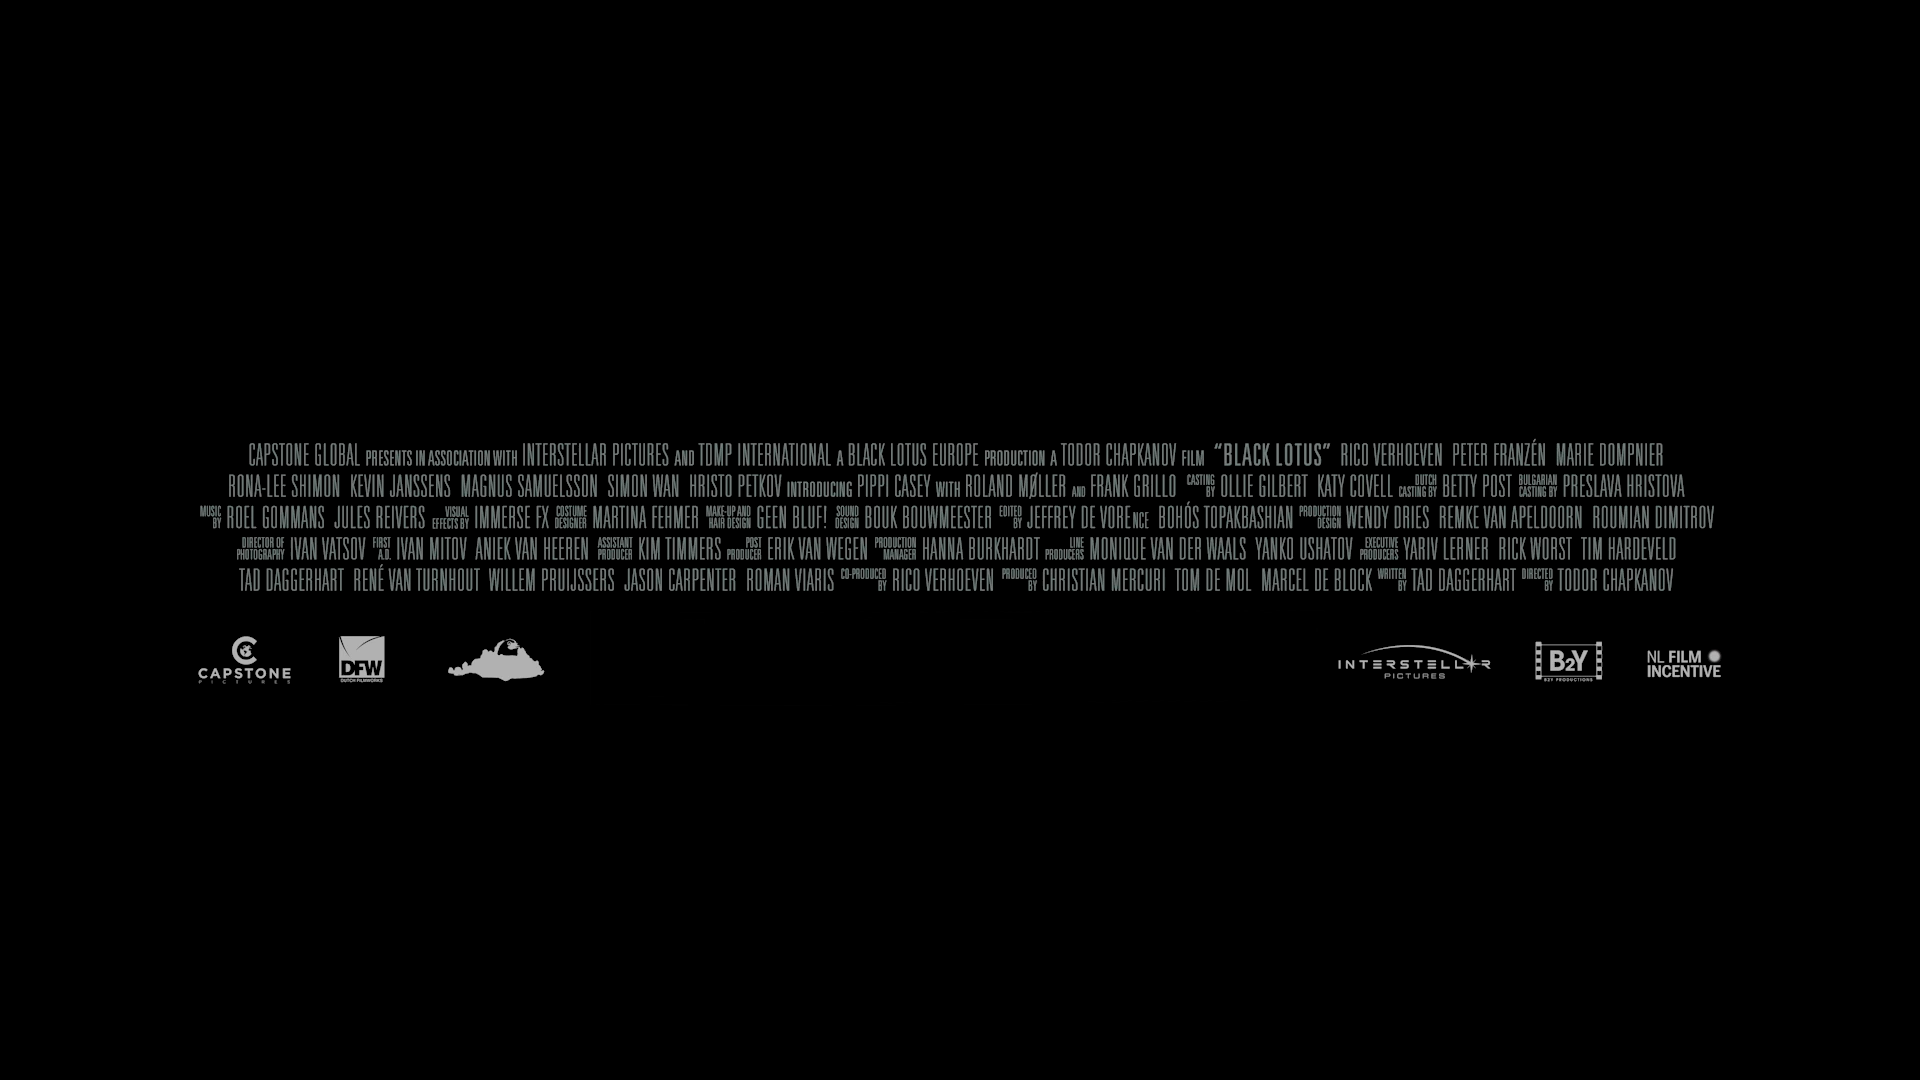 CAPSTONE GLOBAL PRESENTS IN ASSOCIATION WITH INTERSTELLAR PICTURES AND TDMP INTERNATIONAL A BLACK LOTUS EUROPE PRODUCTION A TODOR CHAPKANOV FILM “BLACK LOTUS” RICO VERHOEVEN PETER FRANZÉN MARIE DOMPNIER
RONA-LEE SHIMON KEVIN JANSSENS MAGNUS SAMUELSSON SIMON WAN HRISTO PETKOV INTRODUCING PIPPI CASEY WITH ROLAND MØLLER AND FRANK GRILLO CASTING BY OLLIE GILBERT KATY COVELL DUTCH CASTING BY BETTY POST BULGARIAN CASTING BY PRESLAVA HRISTOVA
MUSIC BY ROEL GOMMANS JULES REIVERS VISUAL EFFECTS BY IMMERSE FX COSTUME DESIGNER MARTINA FEHMER MAKE-UP AND HAIR DESIGN GEEN BLUF! SOUND DESIGN BOUK BOUWMEESTER EDITED BY JEFFREY DE VORENCE BOHÓS TOPAKBASHIAN PRODUCTION DESIGN WENDY DRIES REMKE VAN APELDOORN ROUMIAN DIMITROV
DIRECTOR OF PHOTOGRAPHY IVAN VATSOV FIRST A.D. IVAN MITOV ANIEK VAN HEEREN ASSISTANT PRODUCER KIM TIMMERS POST PRODUCER ERIK VAN WEGEN PRODUCTION MANAGER HANNA BURKHARDT LINE PRODUCERS MONIQUE VAN DER WAALS YANKO USHATOV EXECUTIVE PRODUCERS YARIV LERNER RICK WORST TIM HARDEVELD
TAD DAGGERHART RENÉ VAN TURNHOUT WILLEM PRUIJSSERS JASON CARPENTER ROMAN VIARIS CO-PRODUCED BY RICO VERHOEVEN PRODUCED BY CHRISTIAN MERCURI TOM DE MOL MARCEL DE BLOCK WRITTEN BY TAD DAGGERHART DIRECTED BY TODOR CHAPKANOV
CAPSTONE
PICTURES
DFW
DUTCH FILMWORKS
INTERSTELLAR
PICTURES
B2Y
B2Y PRODUCTIONS
NL FILM
INCENTIVE